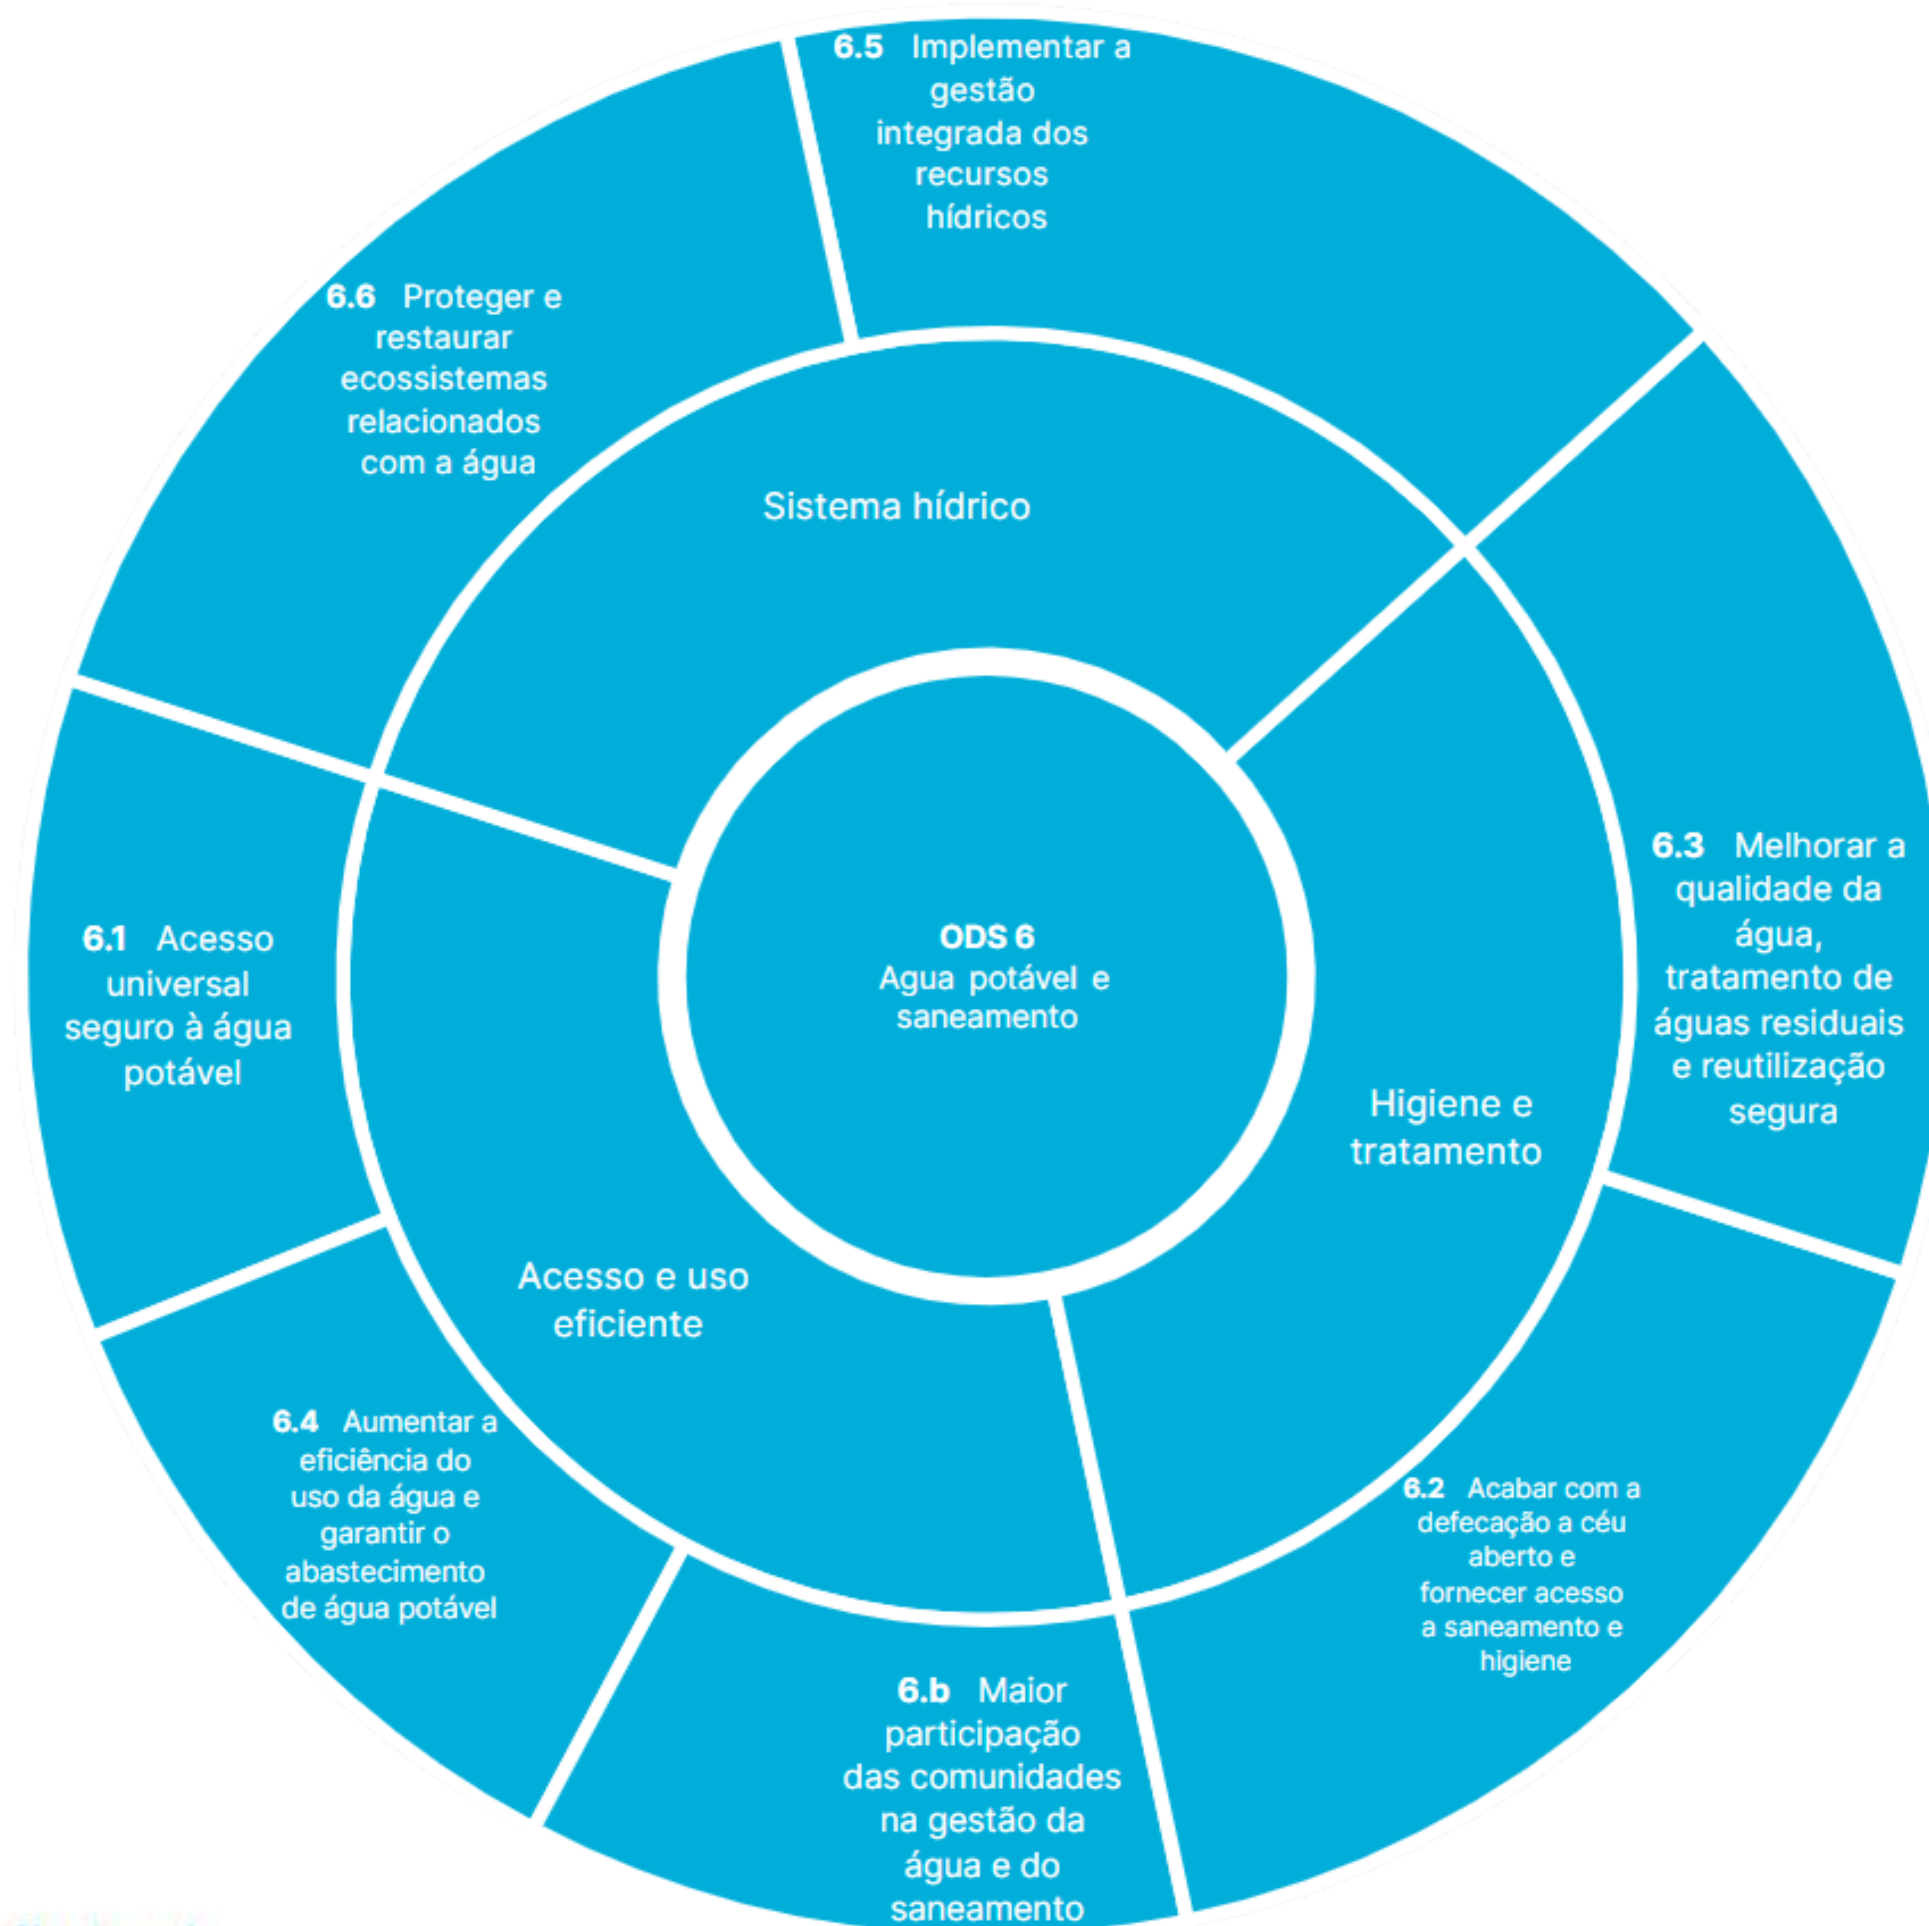 6.5 Implementar a
gestão
integrada dos
recursos
hídricos
6.6 Proteger e
restaurar
ecossistemas
relacionados
com a água
Sistema hídrico
6.3 Melhorar a
qualidade da
água,
tratamento de
águas residuais
e reutilização
segura
6.1 Acesso
universal
seguro à água
potável
ODS 6
Agua potável e
saneamento
Higiene e
tratamento
Acesso e uso
eficiente
6.4 Aumentar a
eficiência do
uso da água e
garantir o
abastecimento
de água potável
6.2 Acabar com a
defecação a céu
aberto e
fornecer acesso
a saneamento e
higiene
6.b Maior
participação
das comunidades
na gestão da
água e do
saneamento